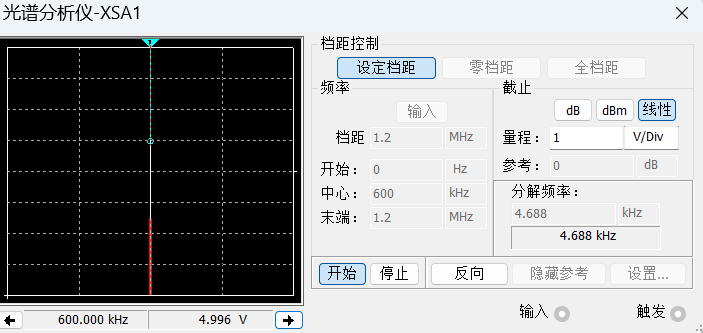 光谱分析仪-XSA1
档距控制
设定档距 零档距 全档距
频率
输入
档距 1.2 MHz
开始： 0 Hz
中心： 600 kHz
末端： 1.2 MHz
截止
dB dBm 线性
量程： 1 V/Div
参考： 0 dB
分解频率：
4.688 kHz
4.688 kHz
开始 停止 反向 隐藏参考 设置...
600.000 kHz 4.996 V
输入 触发